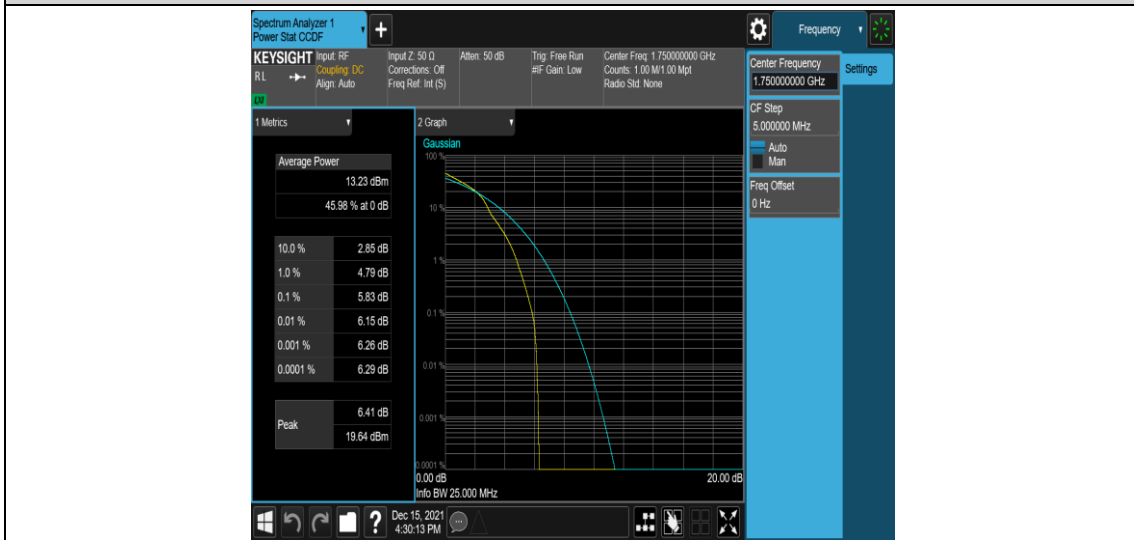 Spectrum Analyzer 1
Power Stat CCDF
+
Frequency
KEYSIGHT
RL
LXI
Input: RF
Coupling: DC
Align: Auto
Input Z: 50 Ω
Corrections: Off
Freq Ref: Int (S)
Atten: 50 dB
Trig: Free Run
#IF Gain: Low
Center Freq: 1.750000000 GHz
Counts: 1.00 M/1.00 Mpt
Radio Std: None
Center Frequency
1.750000000 GHz
Settings
CF Step
5.000000 MHz
Auto
Man
Freq Offset
0 Hz
1 Metrics
Average Power
13.23 dBm
45.98 % at 0 dB
10.0 % 2.85 dB
1.0 % 4.79 dB
0.1 % 5.83 dB
0.01 % 6.15 dB
0.001 % 6.26 dB
0.0001 % 6.29 dB
Peak
6.41 dB
19.64 dBm
2 Graph
Gaussian
100 %
10 %
1 %
0.1 %
0.01 %
0.001 %
0.0001 %
0.00 dB
20.00 dB
Info BW 25.000 MHz
?
Dec 15, 2021
4:30:13 PM